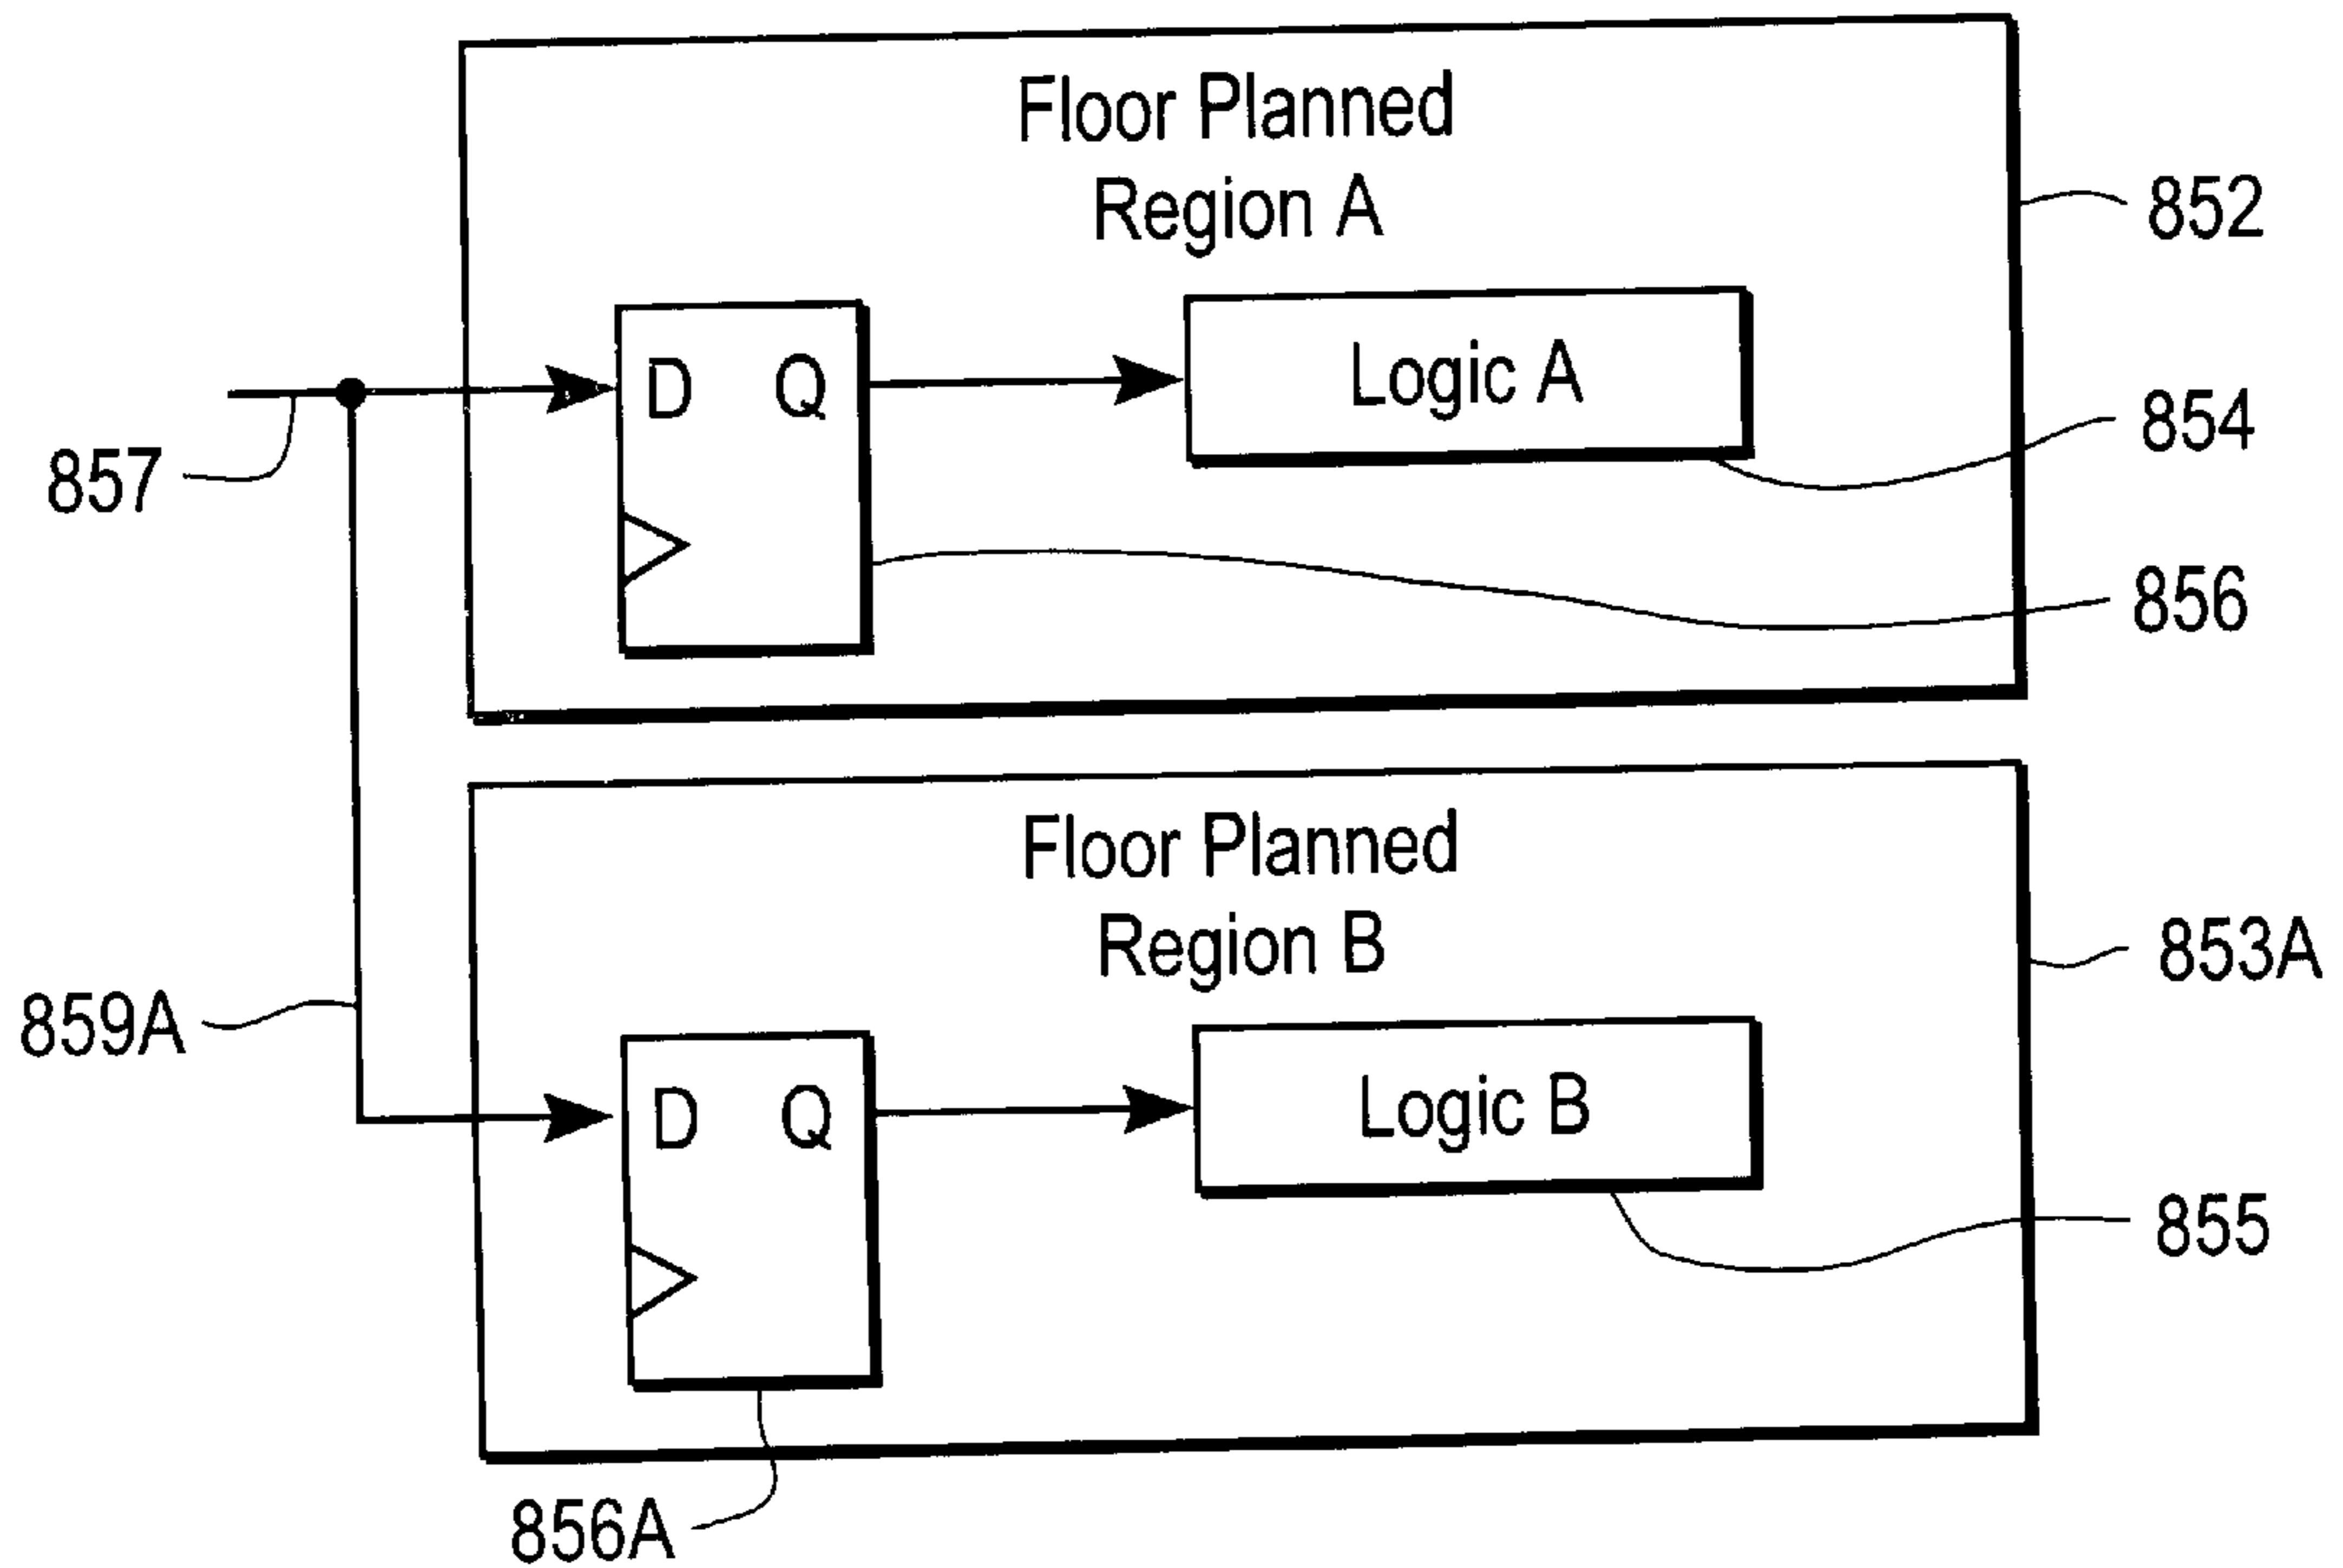 Floor Planned
Region A
852
D Q
Logic A
854
857
856
Floor Planned
Region B
853A
859A
D Q
Logic B
855
856A